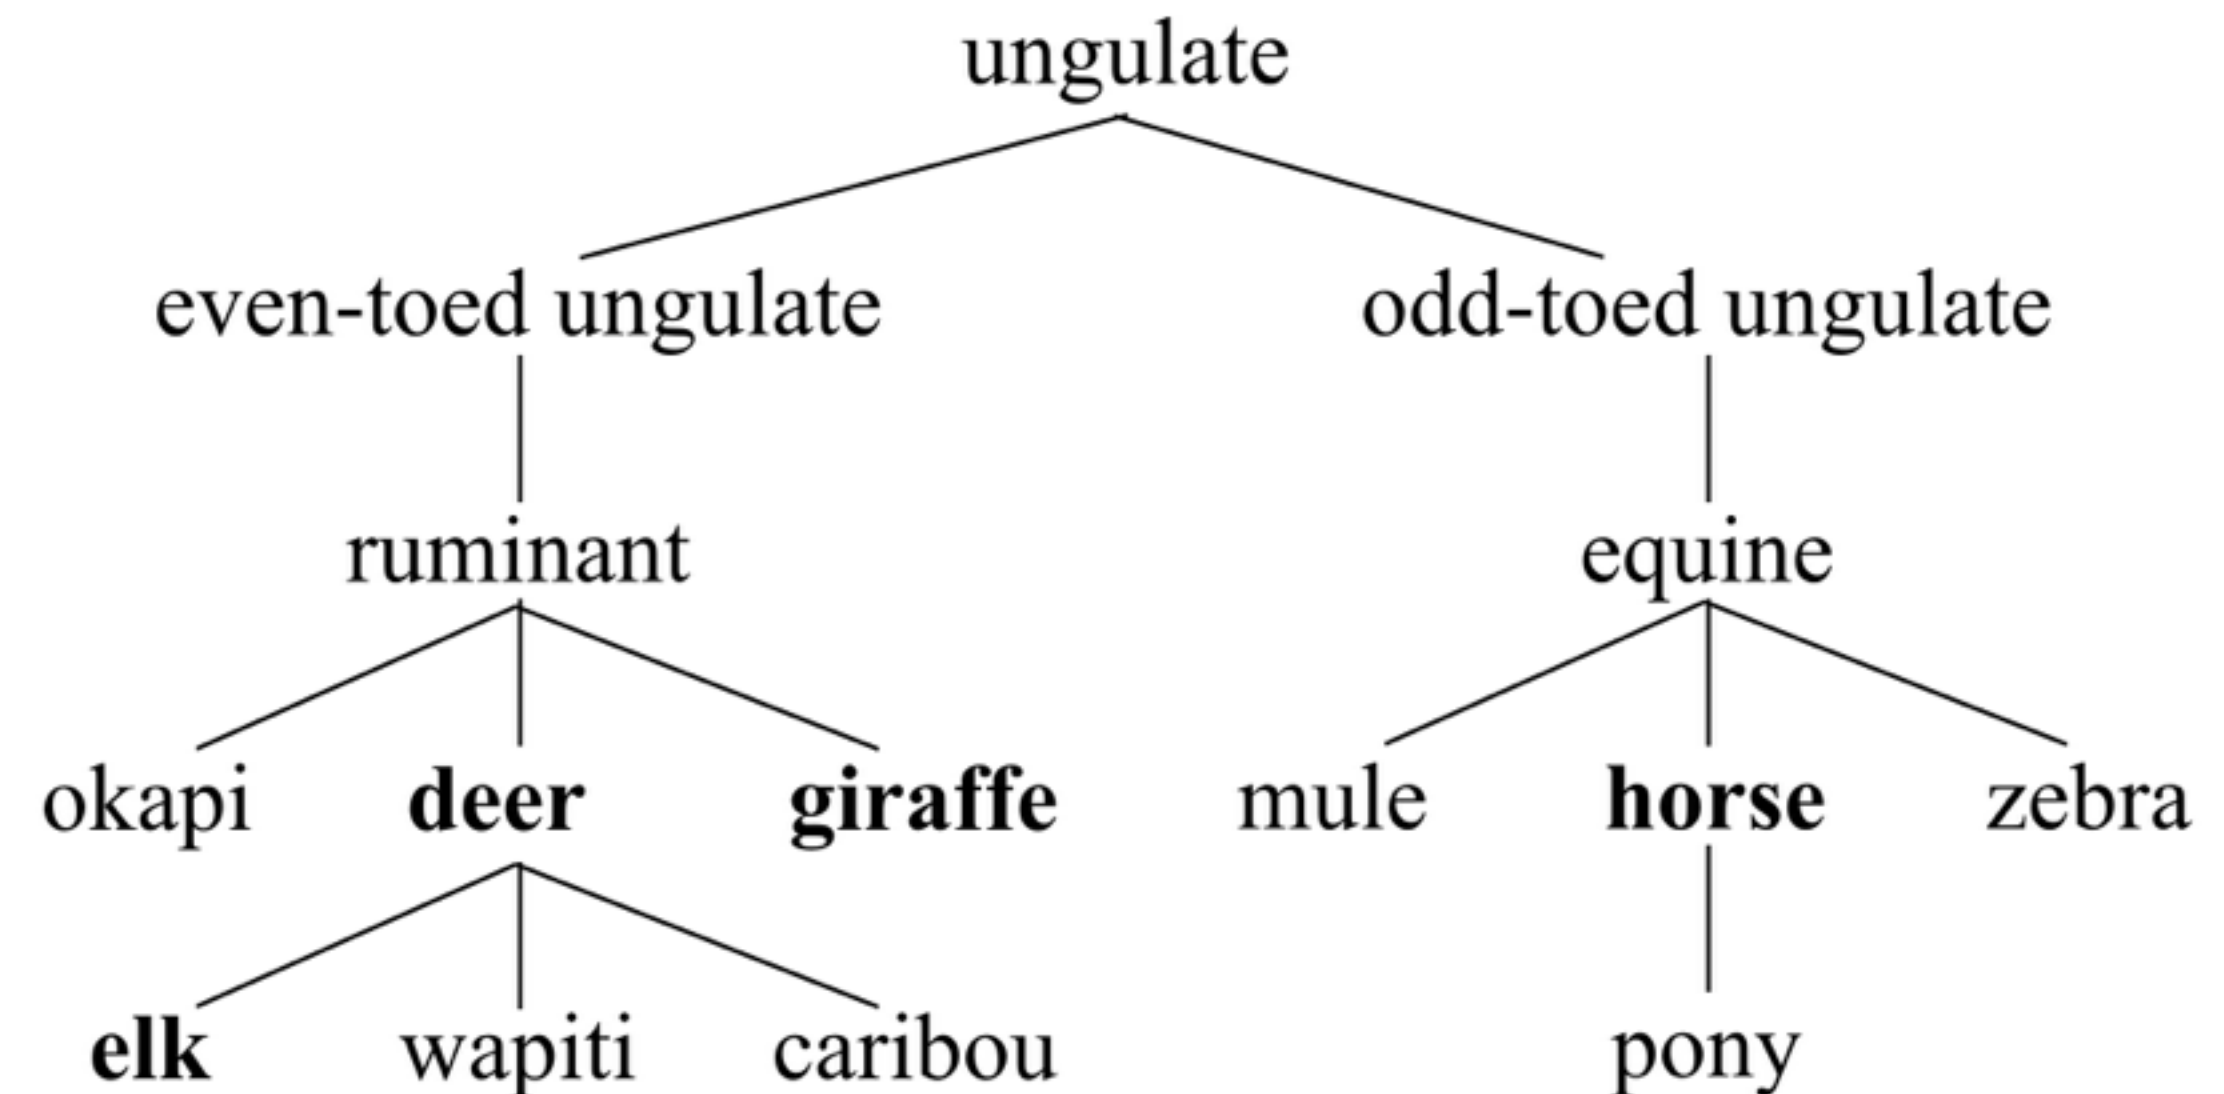 ungulate
even-toed ungulate odd-toed ungulate
ruminant equine
okapi deer giraffe mule horse zebra
elk wapiti caribou pony